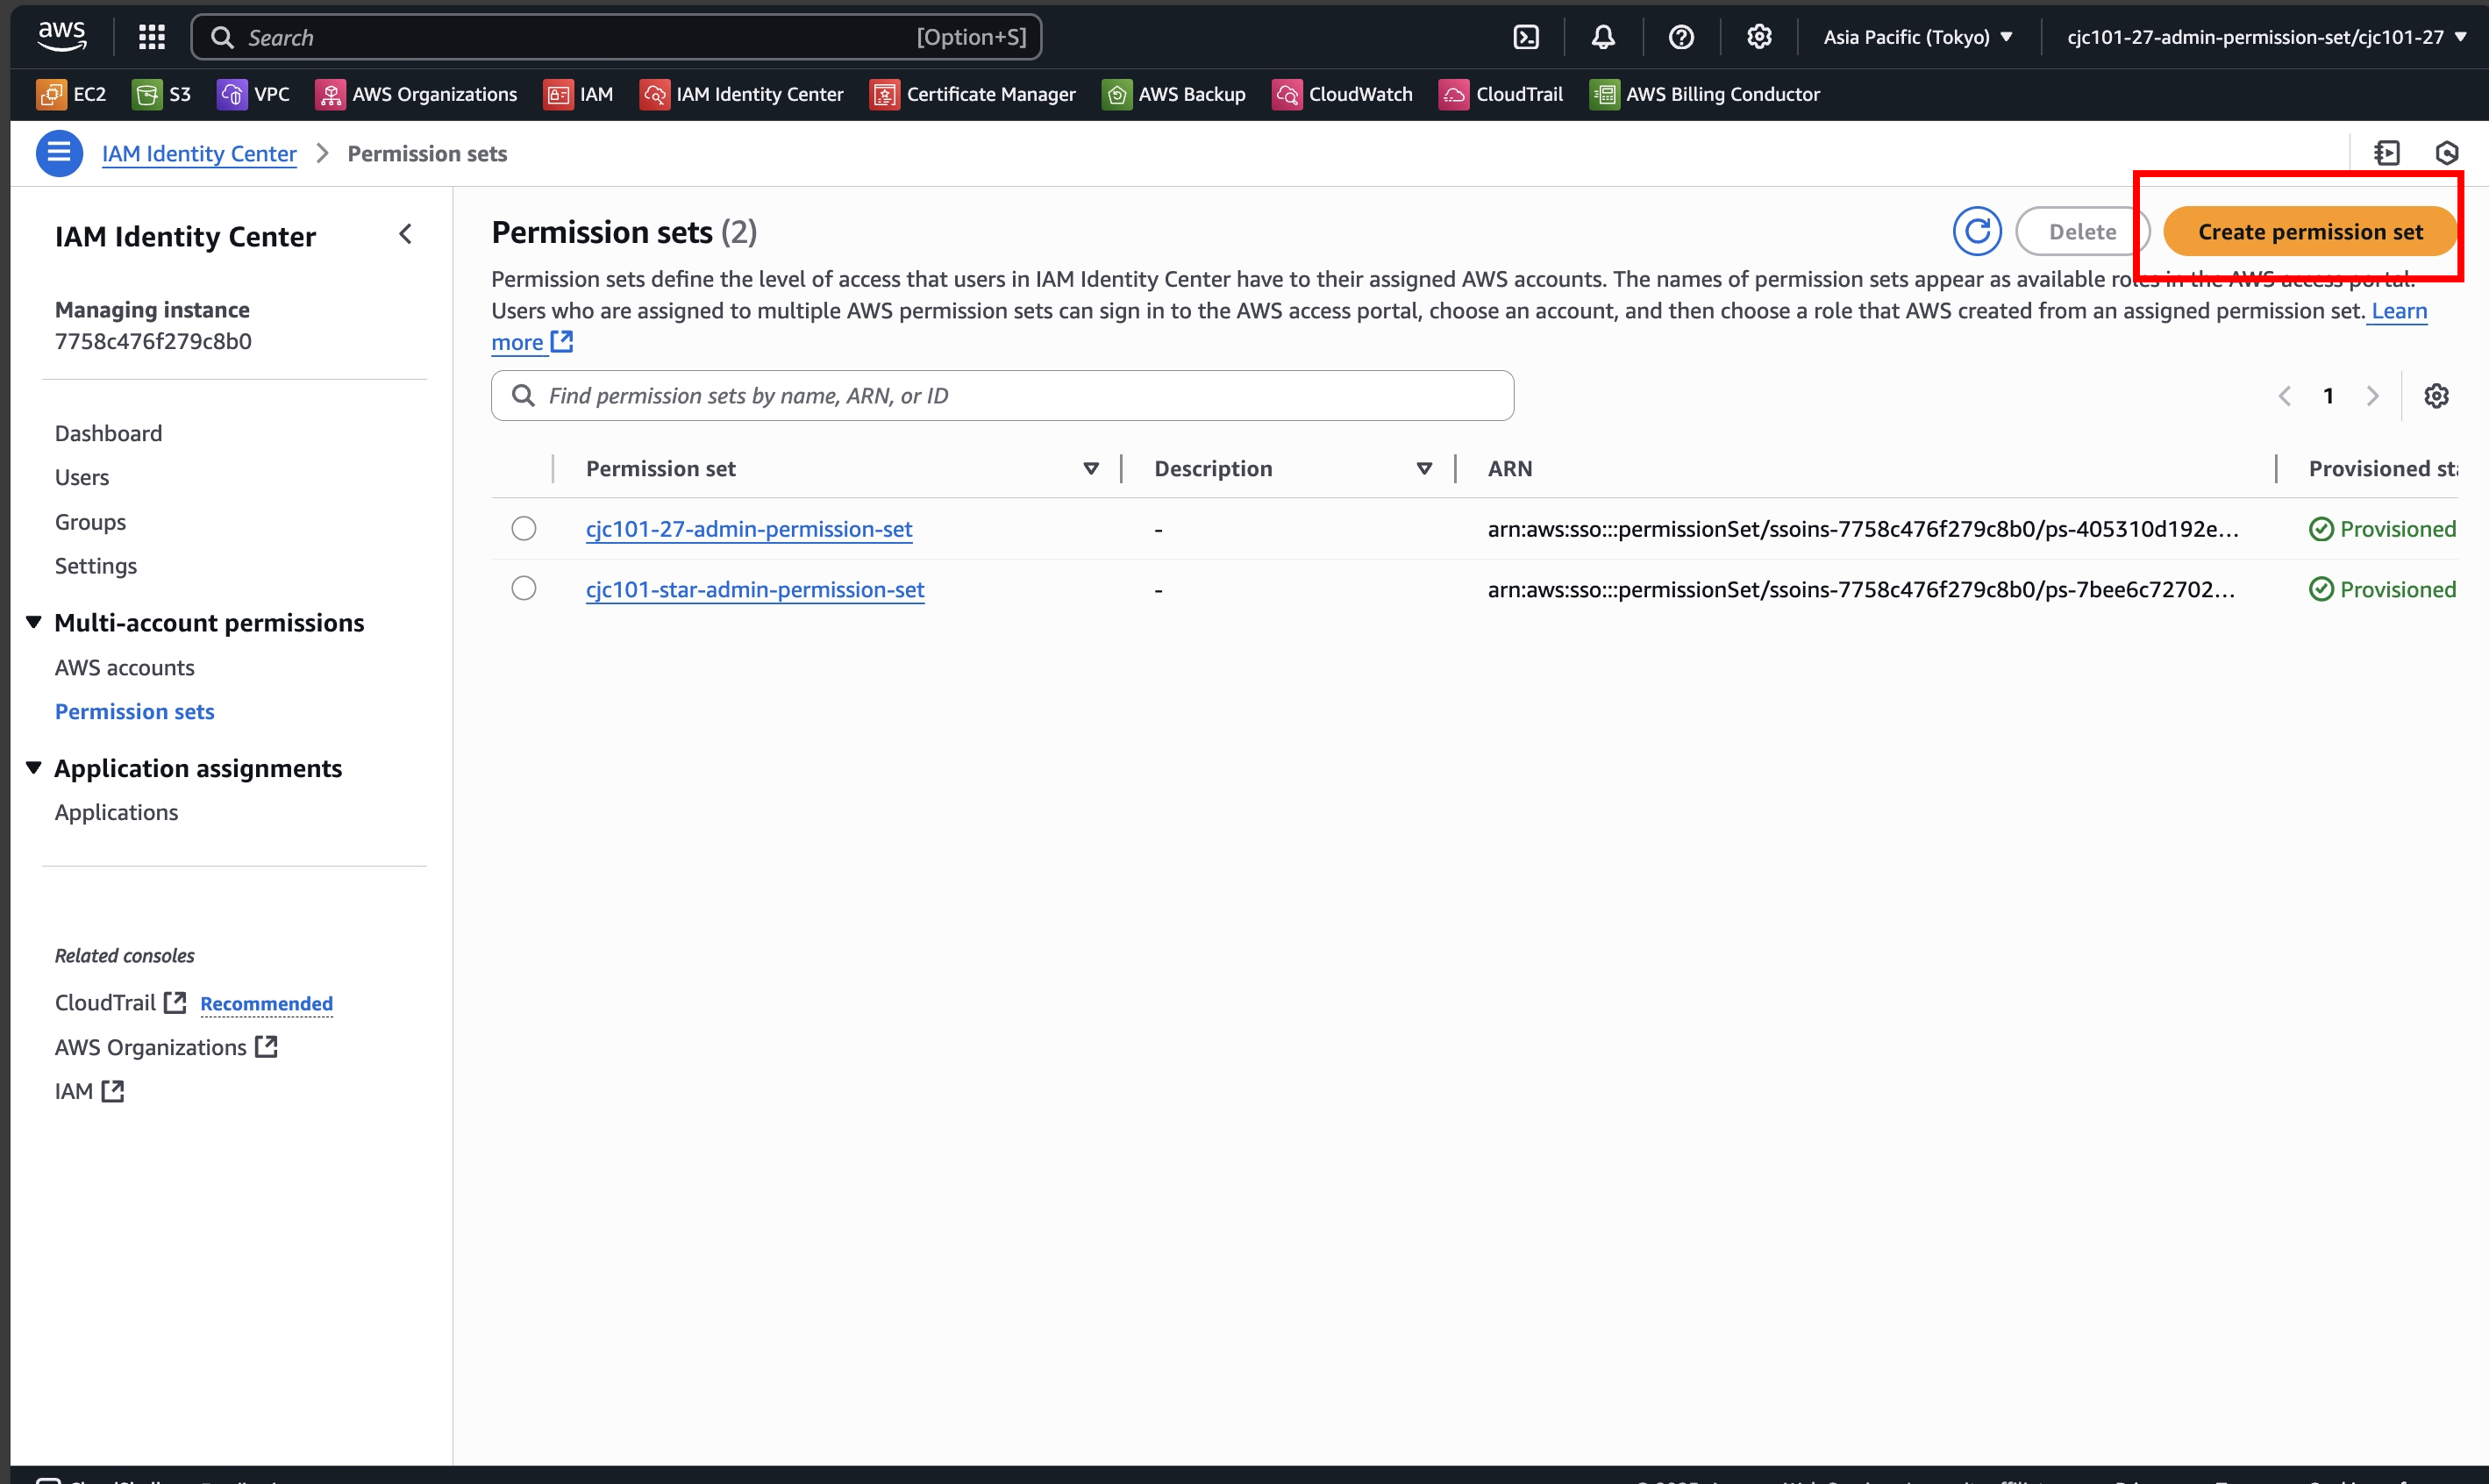 aws
Search [Option+S]
Asia Pacific (Tokyo)
cjc101-27-admin-permission-set/cjc101-27
EC2
S3
VPC
AWS Organizations
IAM
IAM Identity Center
Certificate Manager
AWS Backup
CloudWatch
CloudTrail
AWS Billing Conductor
IAM Identity Center
Permission sets
IAM Identity Center
Managing instance
7758c476f279c8b0
Dashboard
Users
Groups
Settings
Multi-account permissions
AWS accounts
Permission sets
Application assignments
Applications
Related consoles
CloudTrail Recommended
AWS Organizations
IAM
Permission sets (2)
Delete
Create permission set
Permission sets define the level of access that users in IAM Identity Center have to their assigned AWS accounts. The names of permission sets appear as available roles in the AWS access portal.
Users who are assigned to multiple AWS permission sets can sign in to the AWS access portal, choose an account, and then choose a role that AWS created from an assigned permission set. Learn
more
Find permission sets by name, ARN, or ID
1
Permission set Description ARN Provisioned sta
cjc101-27-admin-permission-set - arn:aws:sso:::permissionSet/ssoins-7758c476f279c8b0/ps-405310d192e... Provisioned
cjc101-star-admin-permission-set - arn:aws:sso:::permissionSet/ssoins-7758c476f279c8b0/ps-7bee6c72702... Provisioned